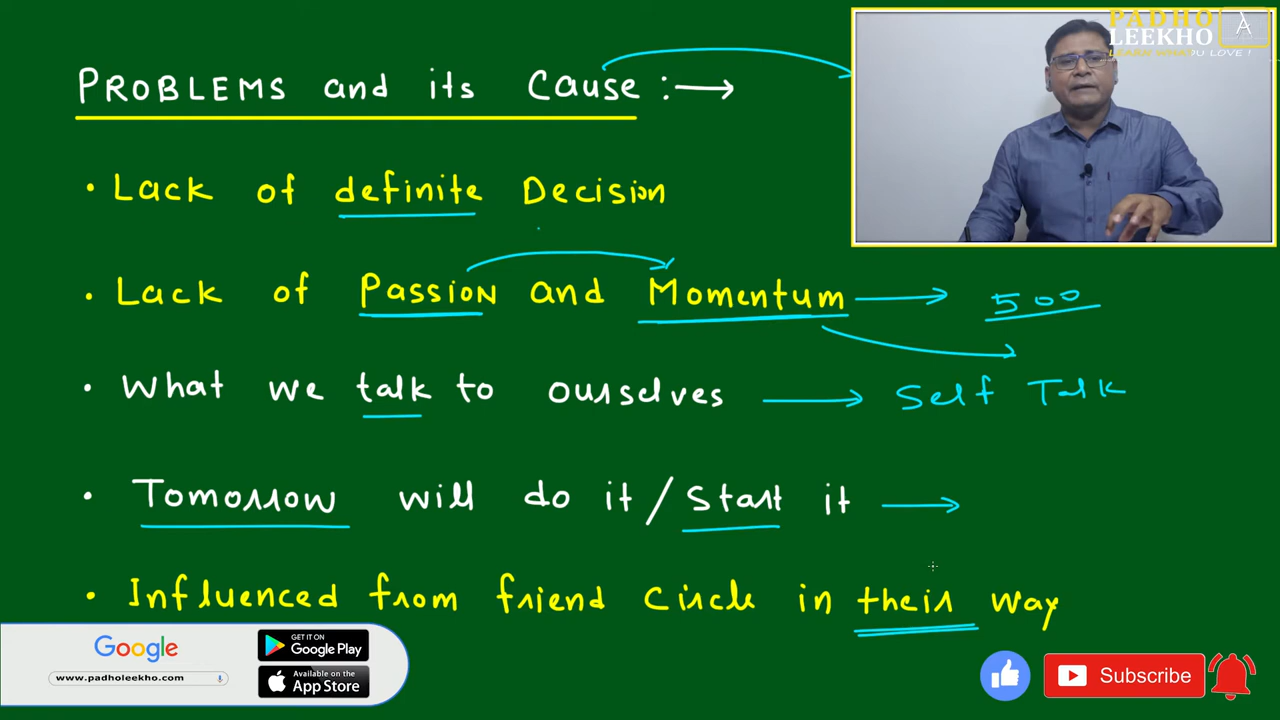 PADHO
LEEKHO
PROBLEMS and its Cause :→
• Lack of definite Decision
• Lack of Passion and Momentum → 500
• What we talk to ourselves → Self Talk
• Tomorrow will do it / Start it →
• Influenced from friend circle in their way
Google
www.padholeekho.com
GET IT ON
Google Play
Available on the
App Store
Subscribe